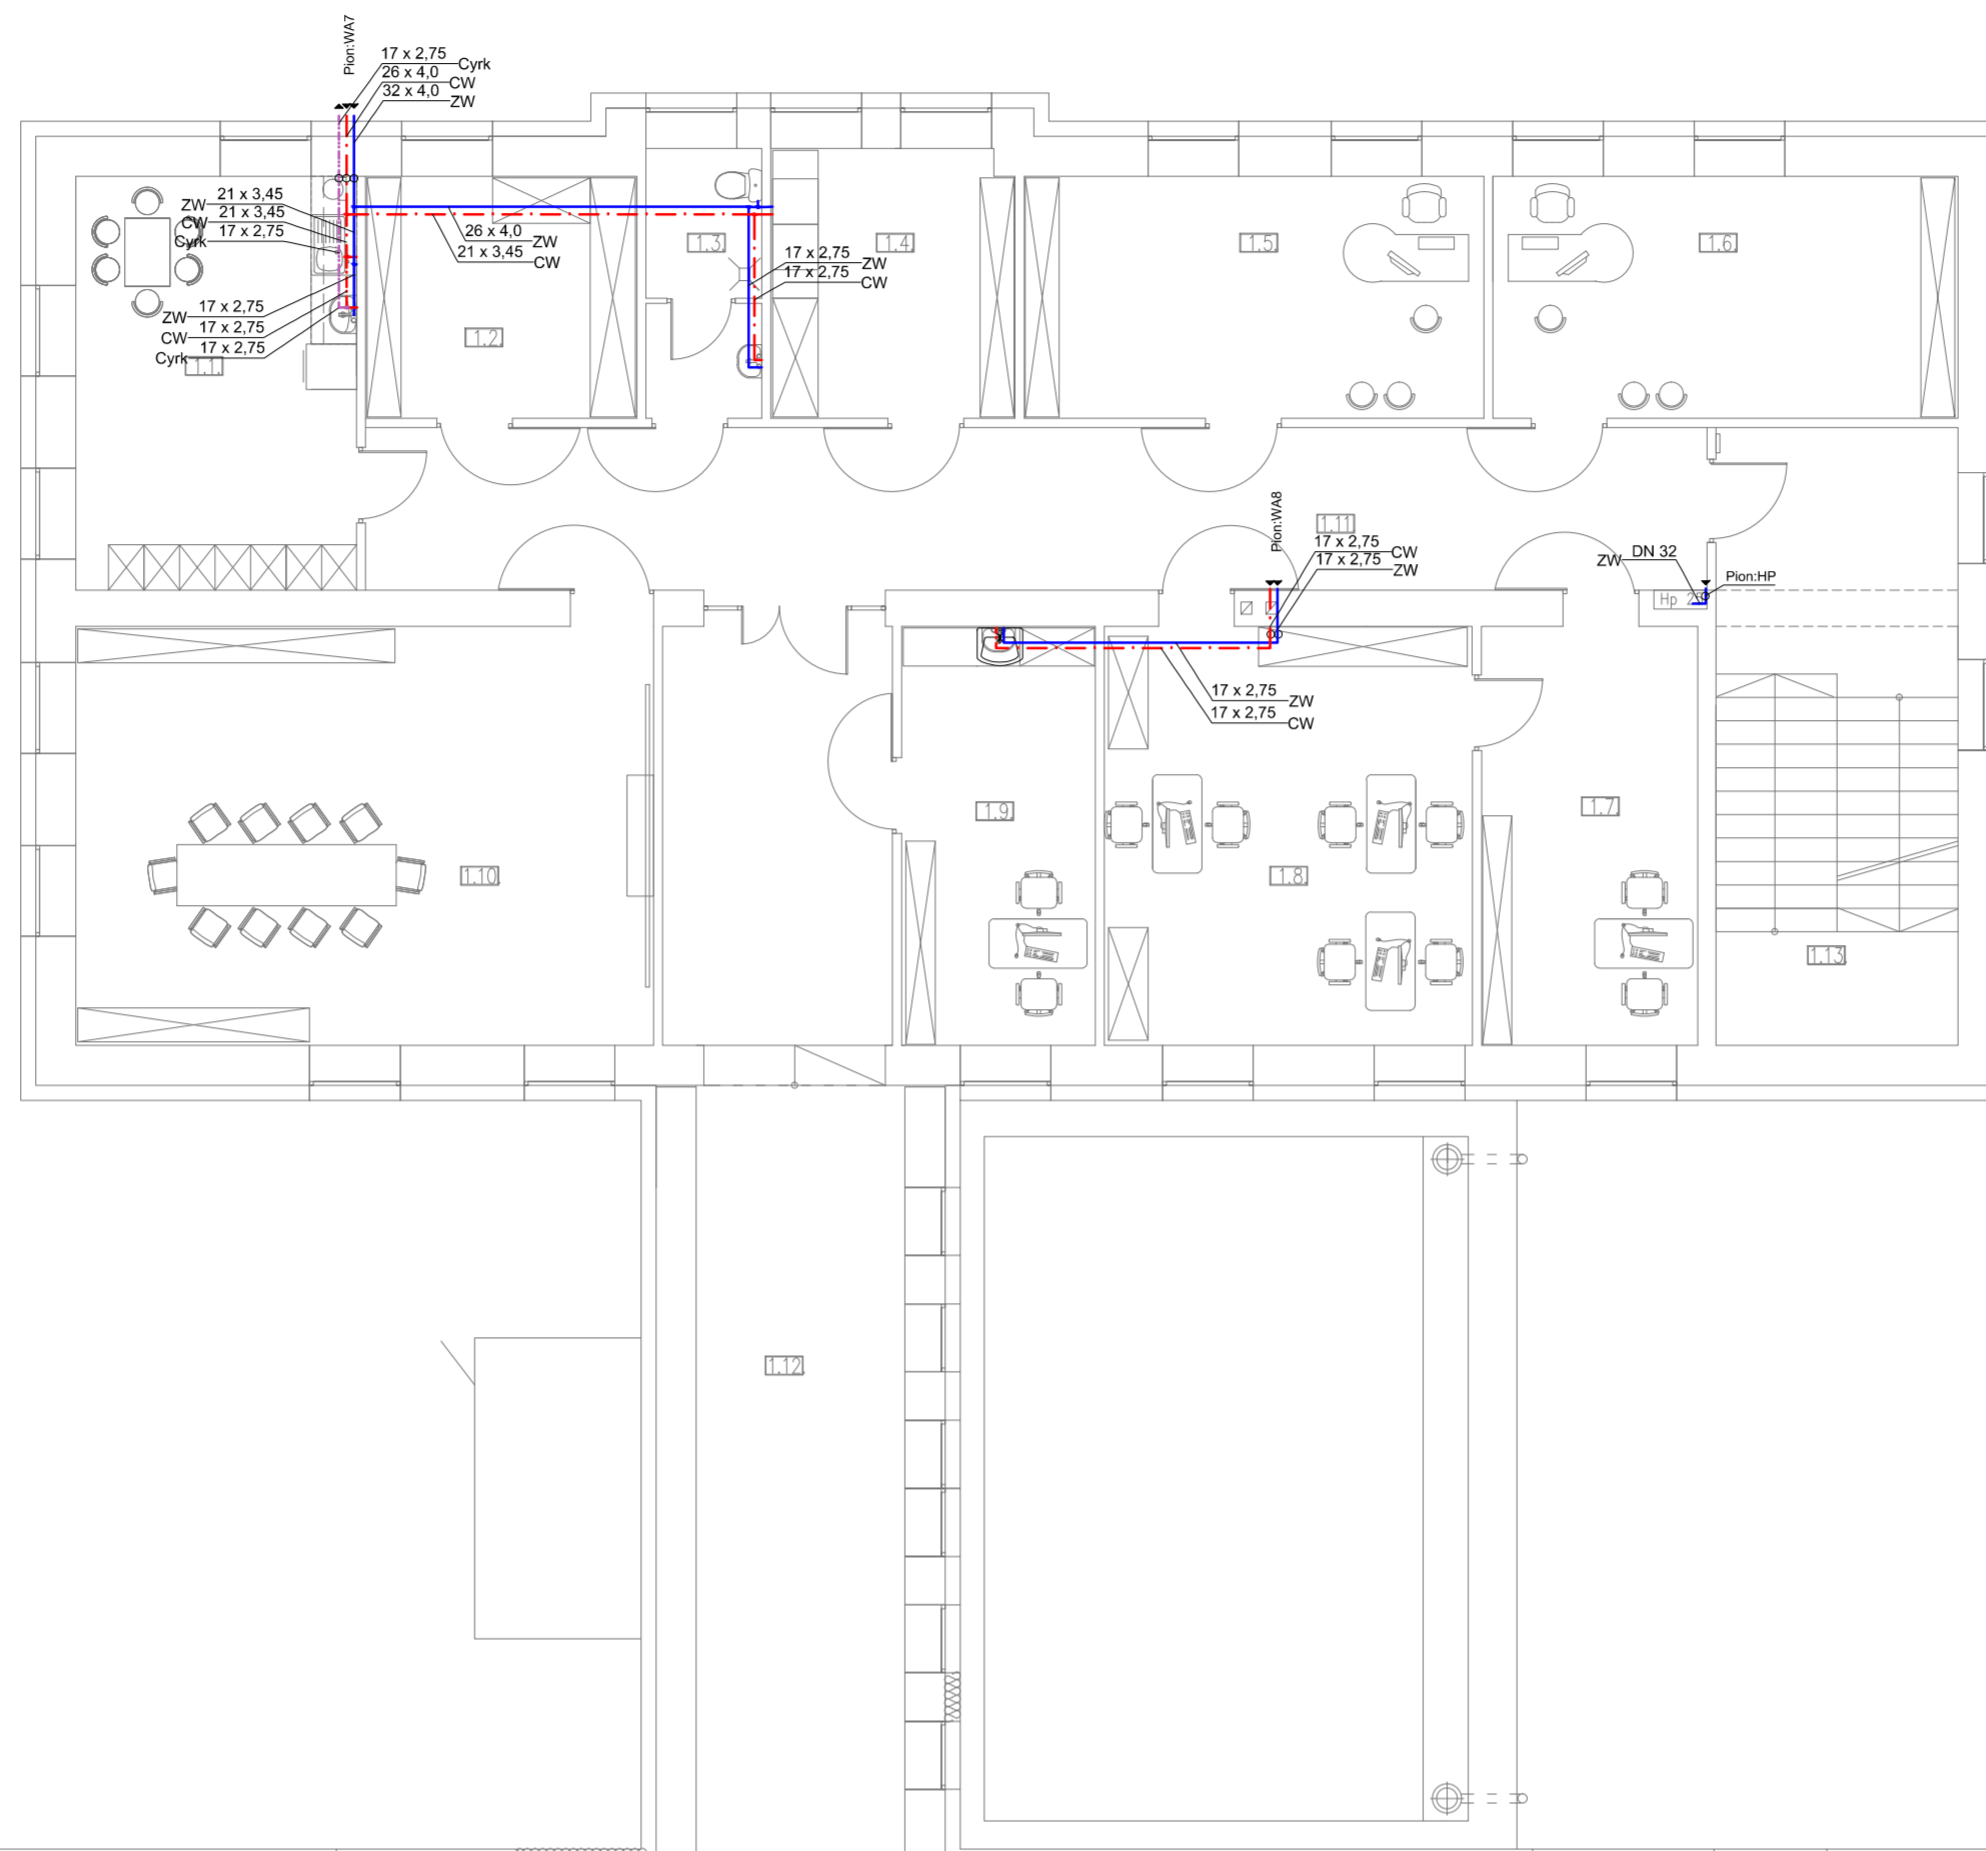 Pion:WA7
17 x 2,75 Cyrk
26 x 4,0 CW
32 x 4,0 ZW
ZW 21 x 3,45
CW 21 x 3,45
Cyrk 17 x 2,75
26 x 4,0 ZW
21 x 3,45 CW
1.3.
1.4.
1.5.
1.6.
17 x 2,75 ZW
17 x 2,75 CW
ZW 17 x 2,75
CW 17 x 2,75
Cyrk 17 x 2,75
1.1.
1.2.
Pion:WA8
1.11.
17 x 2,75 CW
17 x 2,75 ZW
ZW DN 32
Pion:HP
17 x 2,75 ZW
17 x 2,75 CW
1.9.
1.7.
1.10.
1.8.
1.13.
1.12.